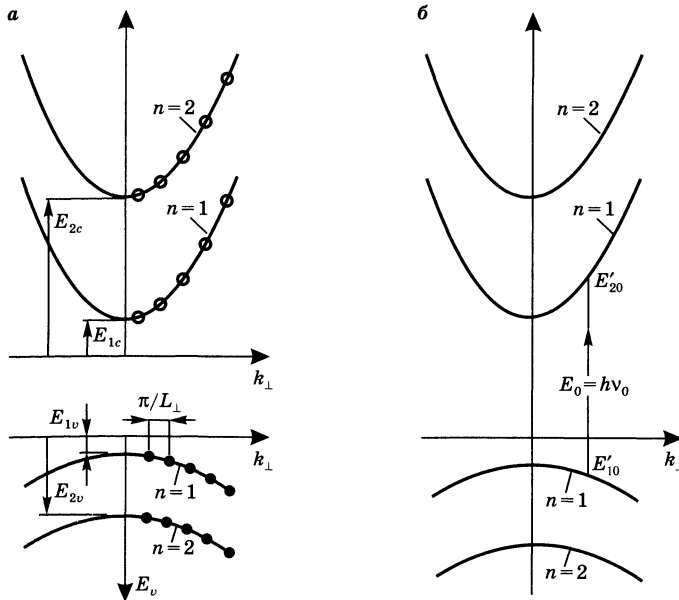 а
n=2
n=1
E₂c
E₁c
k⊥
π/L⊥
E₁v
k⊥
E₂v
n=1
n=2
Eᵥ
б
n=2
n=1
E′₂₀
E₀=hν₀
k⊥
E′₁₀
n=1
n=2